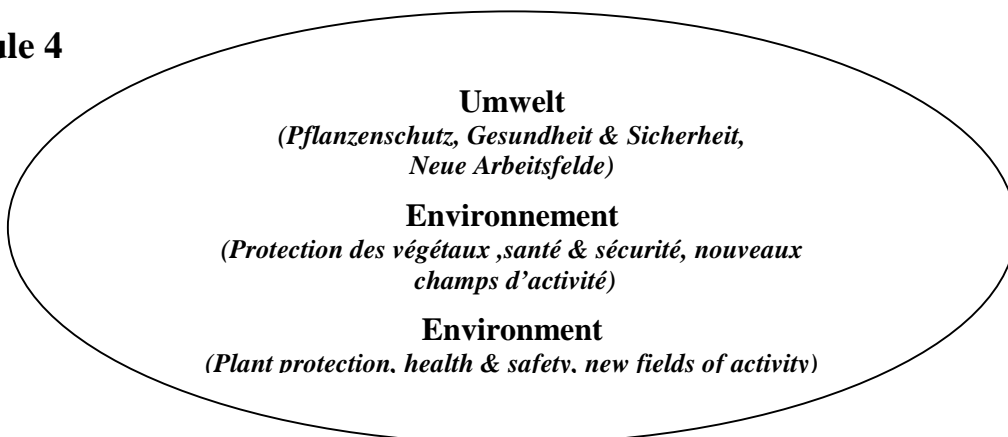 ule 4
Umwelt
(Pflanzenschutz, Gesundheit & Sicherheit,
Neue Arbeitsfelde)
Environnement
(Protection des végétaux ,santé & sécurité, nouveaux
champs d’activité)
Environment
(Plant protection, health & safety, new fields of activity)